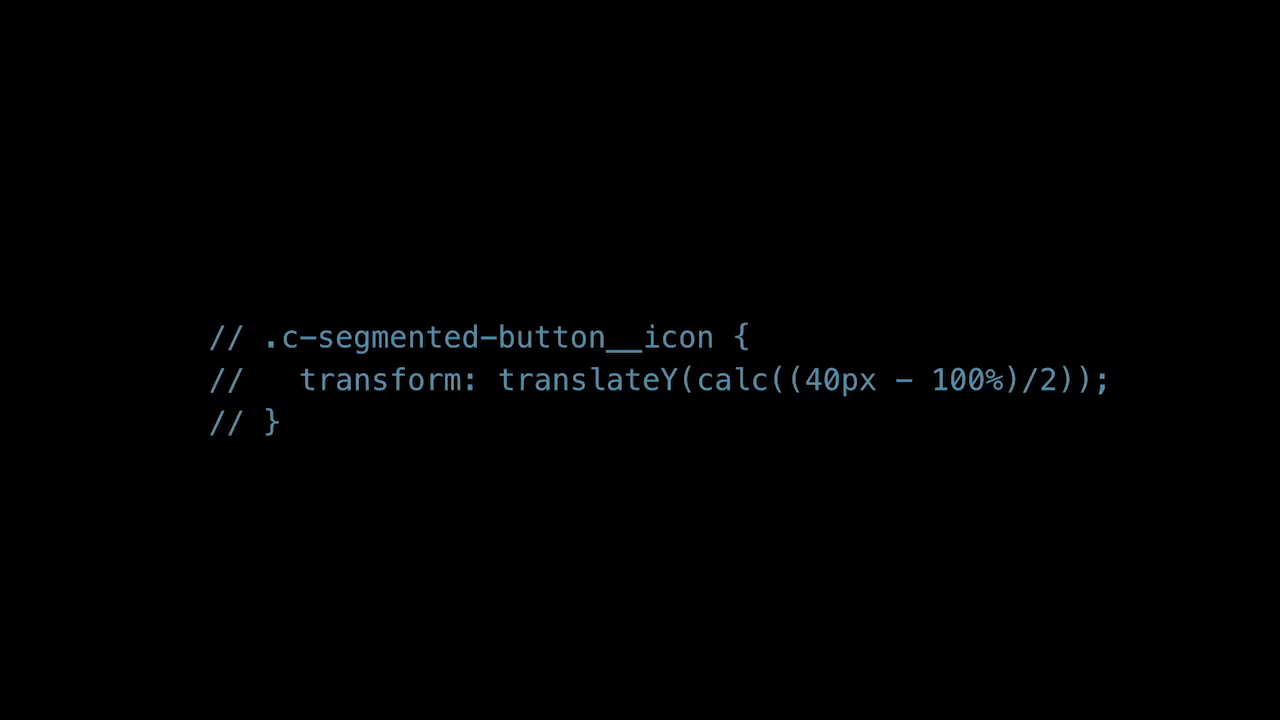 // .c-segmented-button__icon {
//   transform: translateY(calc((40px - 100%)/2));
// }